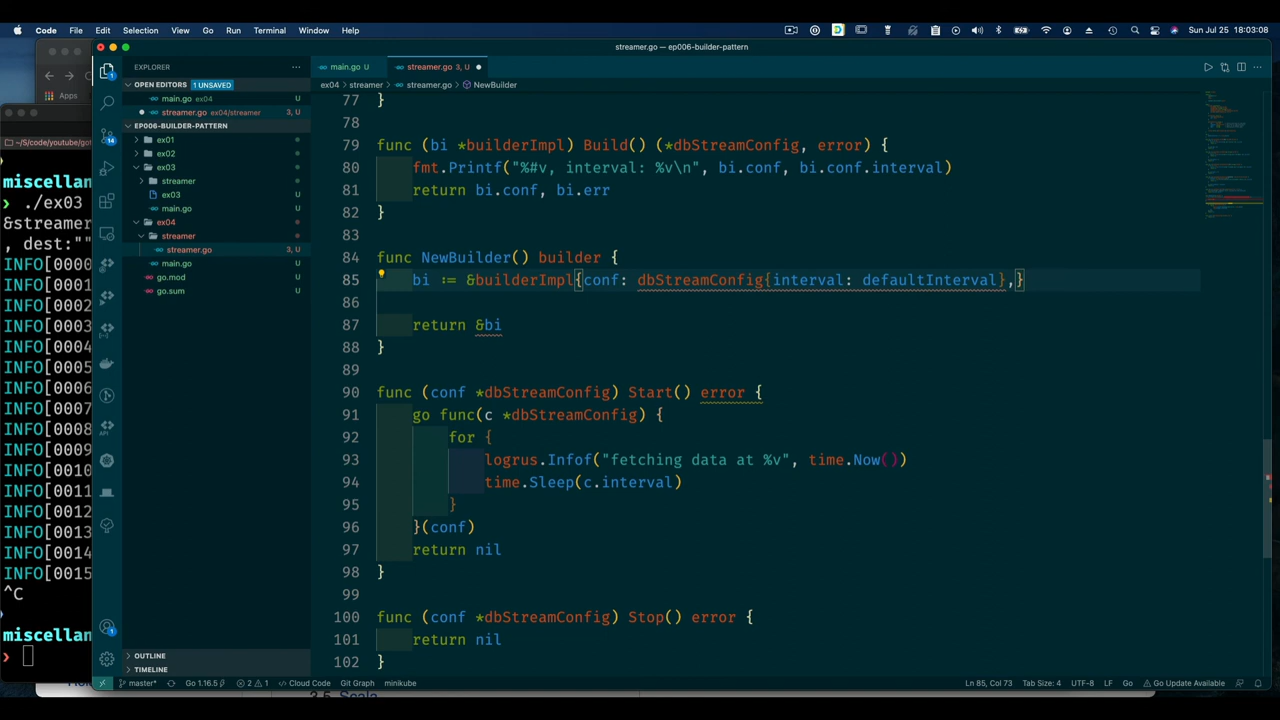 Code File Edit Selection View Go Run Terminal Window Help Sun Jul 25 18:03:08
streamer.go — ep006-builder-pattern
EXPLORER
main.go U streamer.go 3, U
OPEN EDITORS 1 UNSAVED
ex04 streamer streamer.go NewBuilder
Apps
main.go ex04 U
streamer.go ex04/streamer 3, U
EP006-BUILDER-PATTERN
ex01
ex02
ex03
streamer
ex03 U
main.go U
ex04
streamer
streamer.go 3, U
main.go U
go.mod U
go.sum U
~/S/code/youtube/go
miscellan
❯ ./ex03
&streamer
, dest:""
INFO[0000
INFO[0001
INFO[0002
INFO[0003
INFO[0004
INFO[0005
INFO[0006
INFO[0007
INFO[0008
INFO[0009
INFO[0010
INFO[0011
INFO[0012
INFO[0013
INFO[0014
INFO[0015
^C
miscellan
❯
77 }
78
79 func (bi *builderImpl) Build() (*dbStreamConfig, error) {
80 fmt.Printf("%#v, interval: %v\n", bi.conf, bi.conf.interval)
81 return bi.conf, bi.err
82 }
83
84 func NewBuilder() builder {
85 bi := &builderImpl{conf: dbStreamConfig{interval: defaultInterval},}
86
87 return &bi
88 }
89
90 func (conf *dbStreamConfig) Start() error {
91 go func(c *dbStreamConfig) {
92 for {
93 logrus.Infof("fetching data at %v", time.Now())
94 time.Sleep(c.interval)
95 }
96 }(conf)
97 return nil
98 }
99
100 func (conf *dbStreamConfig) Stop() error {
101 return nil
102 }
OUTLINE
TIMELINE
master* Go 1.16.5 2 1 Cloud Code Git Graph minikube Ln 85, Col 73 Tab Size: 4 UTF-8 LF Go Go Update Available
3.5 Scala